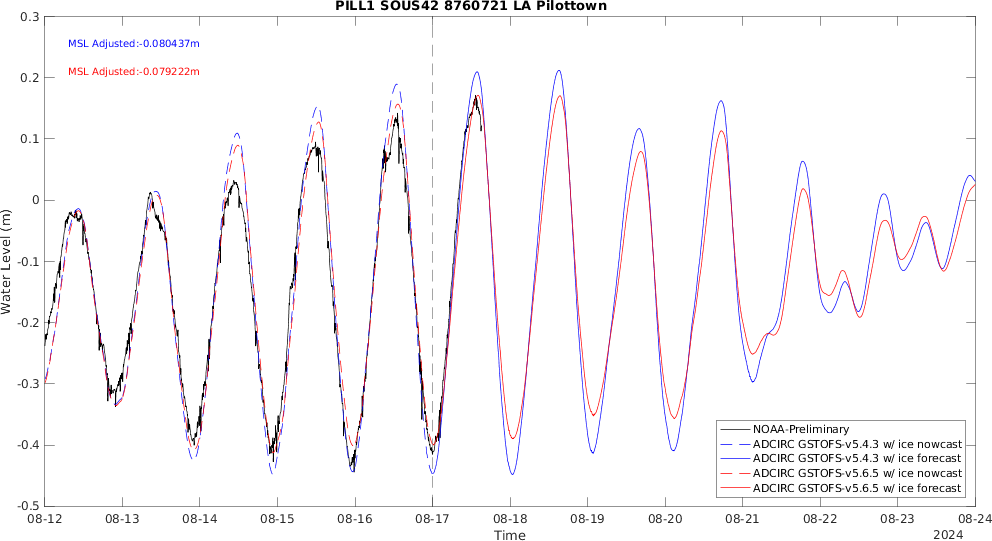 PILL1 SOUS42 8760721 LA Pilottown
MSL Adjusted:-0.080437m
MSL Adjusted:-0.079222m
0.3
0.2
0.1
0
-0.1
-0.2
-0.3
-0.4
-0.5
Water Level (m)
NOAA-Preliminary
ADCIRC GSTOFS-v5.4.3 w/ ice nowcast
ADCIRC GSTOFS-v5.4.3 w/ ice forecast
ADCIRC GSTOFS-v5.6.5 w/ ice nowcast
ADCIRC GSTOFS-v5.6.5 w/ ice forecast
08-12 08-13 08-14 08-15 08-16 08-17 08-18 08-19 08-20 08-21 08-22 08-23 08-24
Time
2024